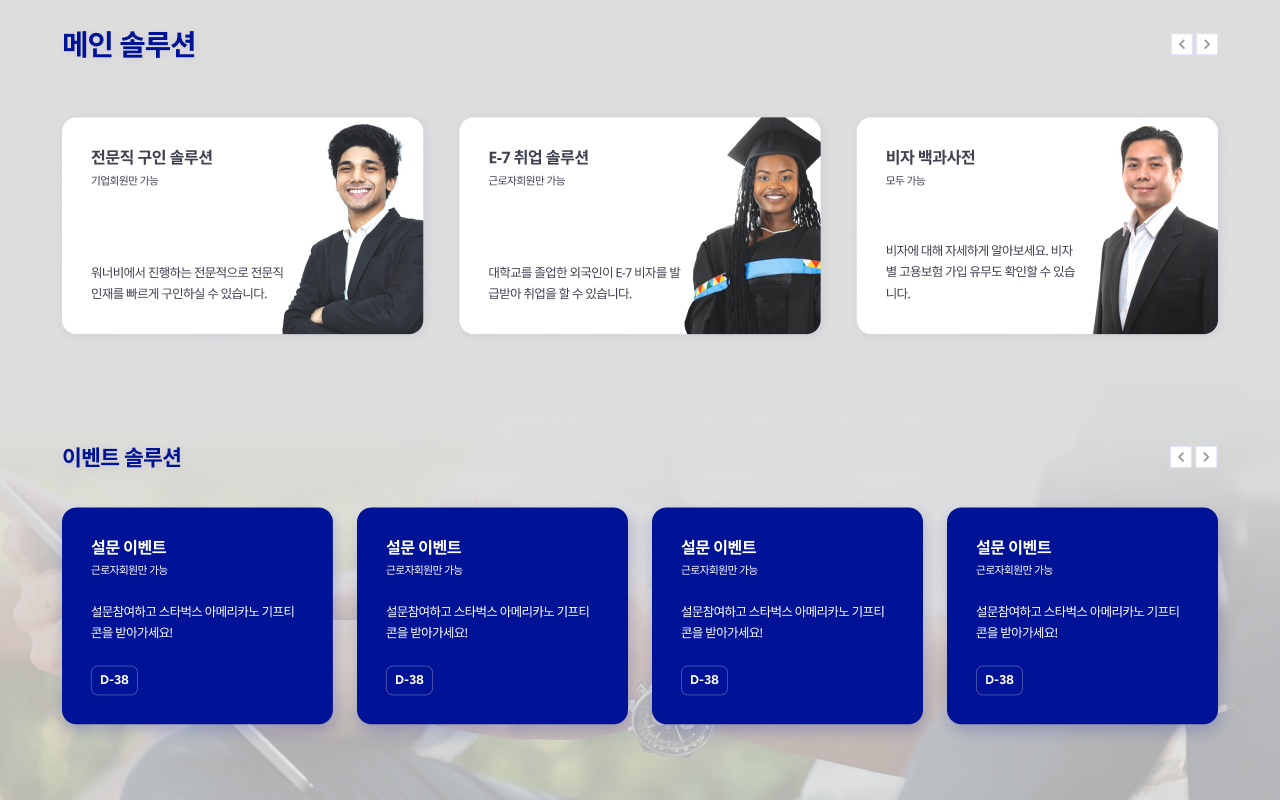 메인 솔루션
전문직 구인 솔루션
기업회원만 가능
워너비에서 진행하는 전문적으로 전문직
인재를 빠르게 구인하실 수 있습니다.
E-7 취업 솔루션
근로자회원만 가능
대학교를 졸업한 외국인이 E-7 비자를 발
급받아 취업을 할 수 있습니다.
비자 백과사전
모두 가능
비자에 대해 자세하게 알아보세요. 비자
별 고용보험 가입 유무도 확인할 수 있습
니다.
이벤트 솔루션
설문 이벤트
근로자회원만 가능
설문참여하고 스타벅스 아메리카노 기프티
콘을 받아가세요!
D-38
설문 이벤트
근로자회원만 가능
설문참여하고 스타벅스 아메리카노 기프티
콘을 받아가세요!
D-38
설문 이벤트
근로자회원만 가능
설문참여하고 스타벅스 아메리카노 기프티
콘을 받아가세요!
D-38
설문 이벤트
근로자회원만 가능
설문참여하고 스타벅스 아메리카노 기프티
콘을 받아가세요!
D-38